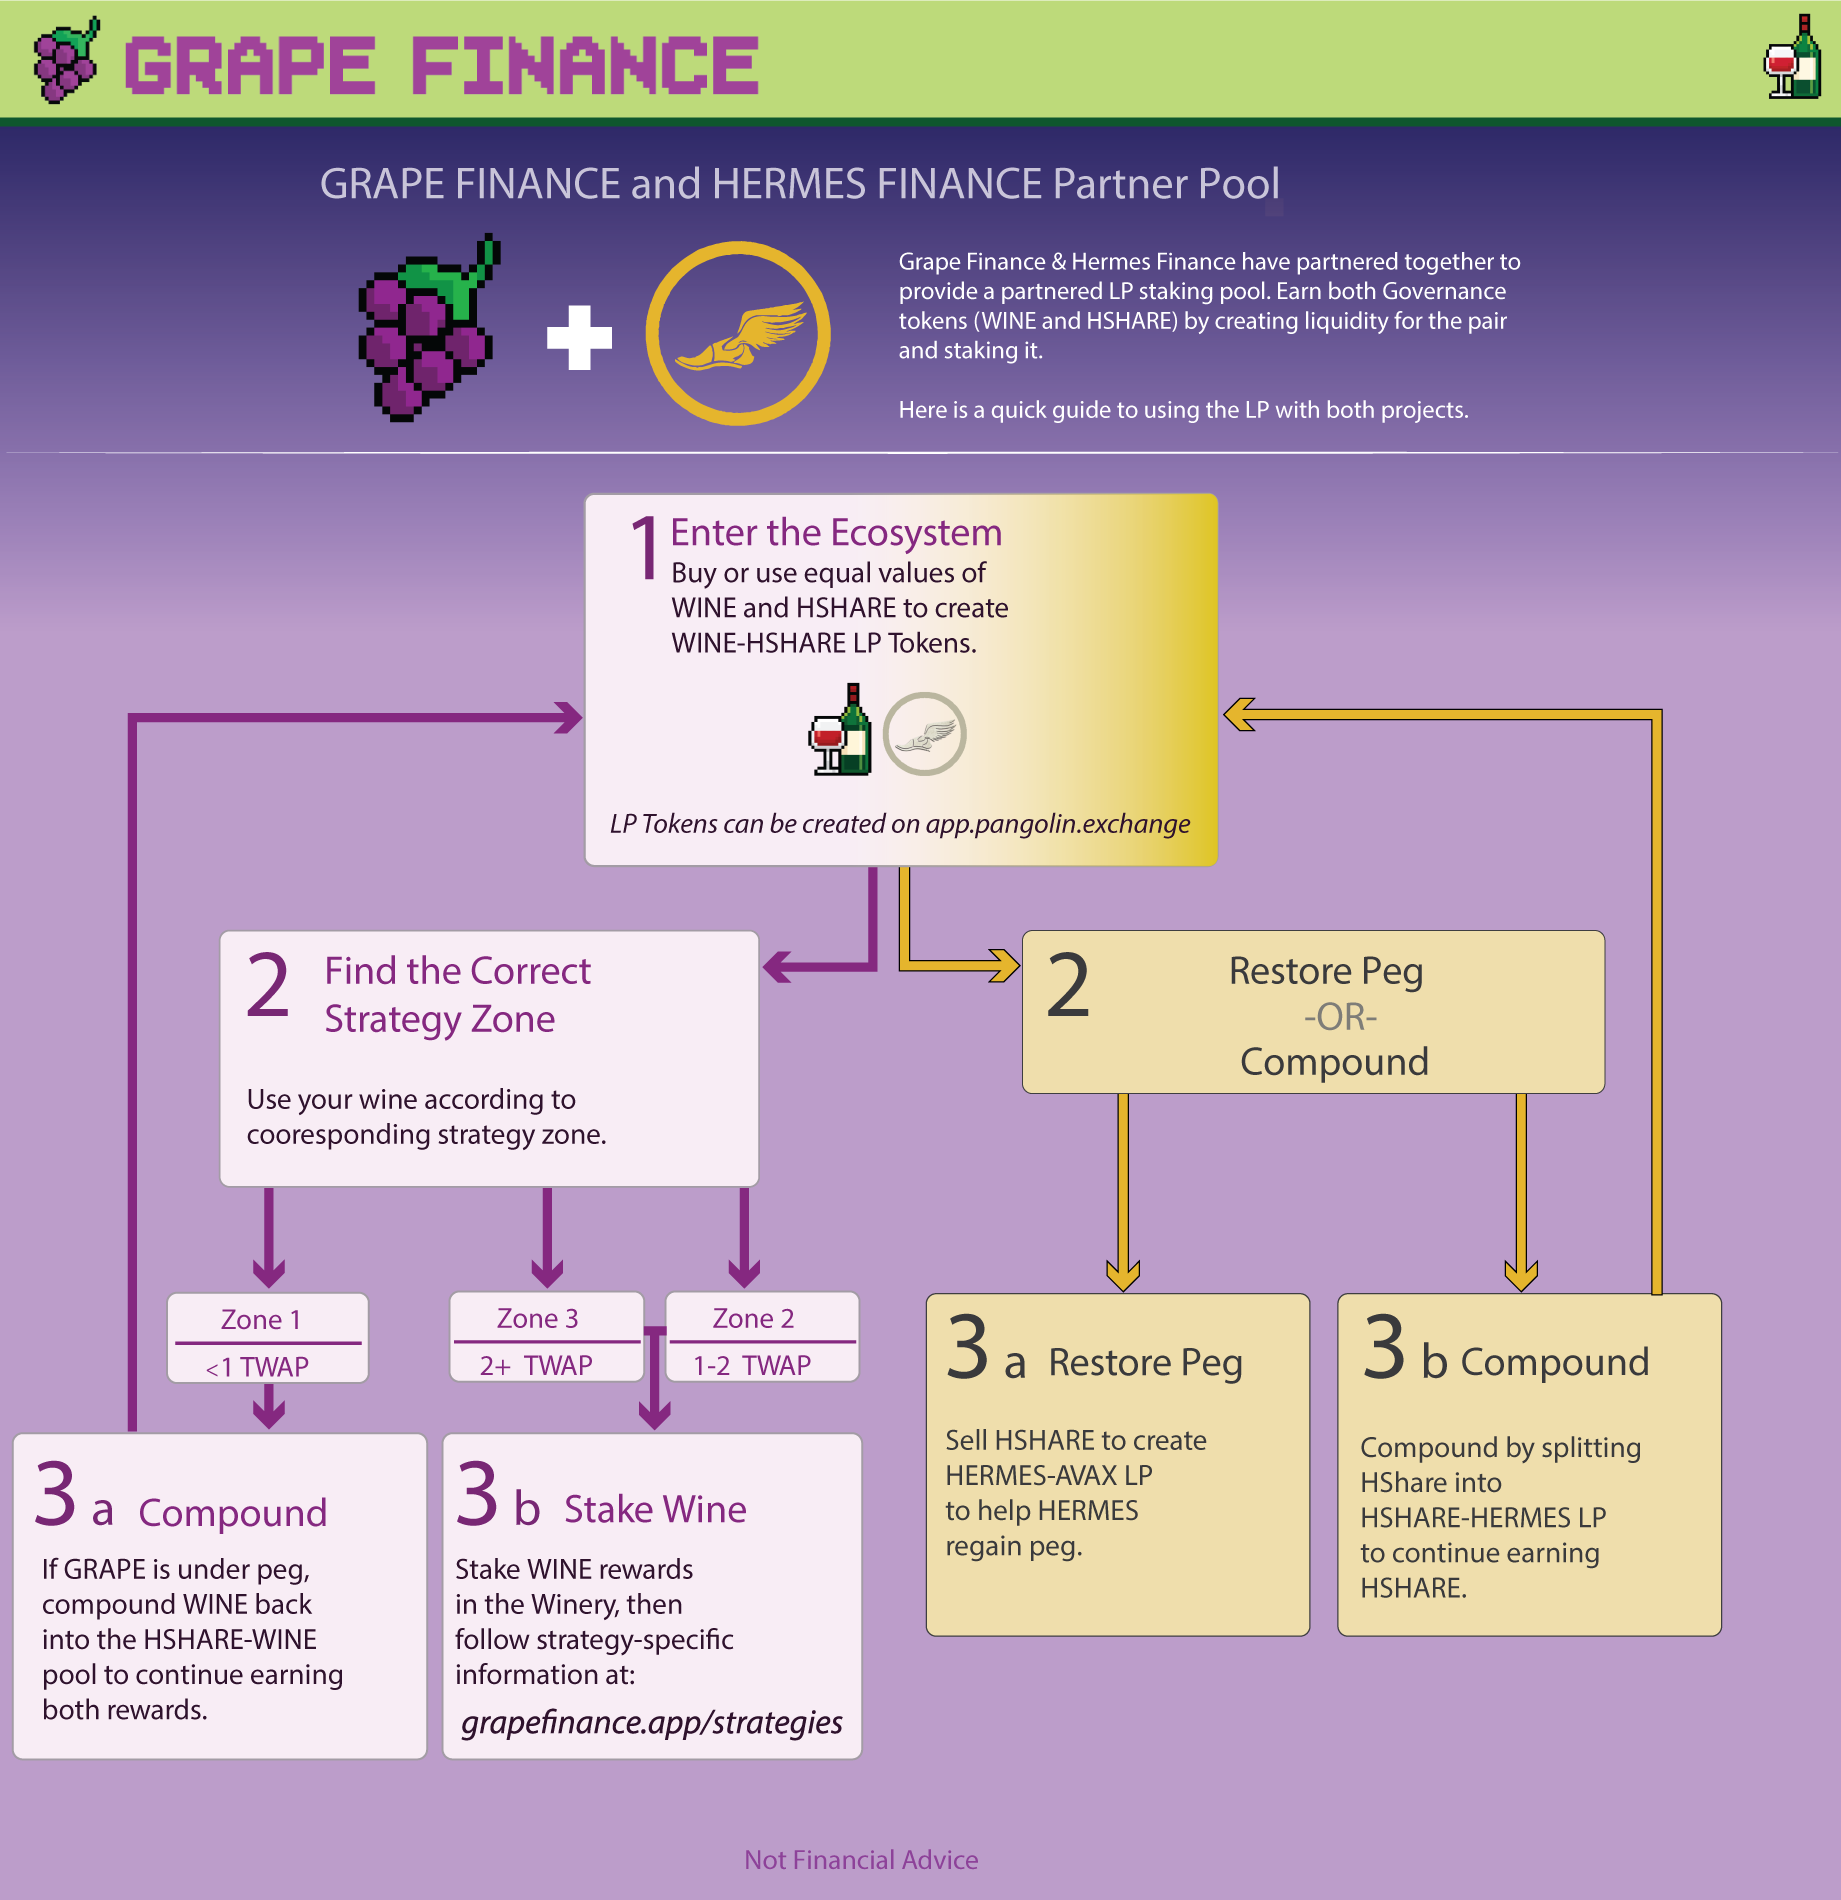 GRAPE FINANCE
GRAPE FINANCE and HERMES FINANCE Partner Pool
Grape Finance & Hermes Finance have partnered together to
provide a partnered LP staking pool. Earn both Governance
tokens (WINE and HSHARE) by creating liquidity for the pair
and staking it.
Here is a quick guide to using the LP with both projects.
1 Enter the Ecosystem
Buy or use equal values of
WINE and HSHARE to create
WINE-HSHARE LP Tokens.
LP Tokens can be created on app.pangolin.exchange
2 Find the Correct
Strategy Zone
Use your wine according to
cooresponding strategy zone.
2 Restore Peg
-OR-
Compound
Zone 1
<1 TWAP
Zone 3
2+ TWAP
Zone 2
1-2 TWAP
3 a Compound
If GRAPE is under peg,
compound WINE back
into the HSHARE-WINE
pool to continue earning
both rewards.
3 b Stake Wine
Stake WINE rewards
in the Winery, then
follow strategy-specific
information at:
grapefinance.app/strategies
3 a Restore Peg
Sell HSHARE to create
HERMES-AVAX LP
to help HERMES
regain peg.
3 b Compound
Compound by splitting
HShare into
HSHARE-HERMES LP
to continue earning
HSHARE.
Not Financial Advice